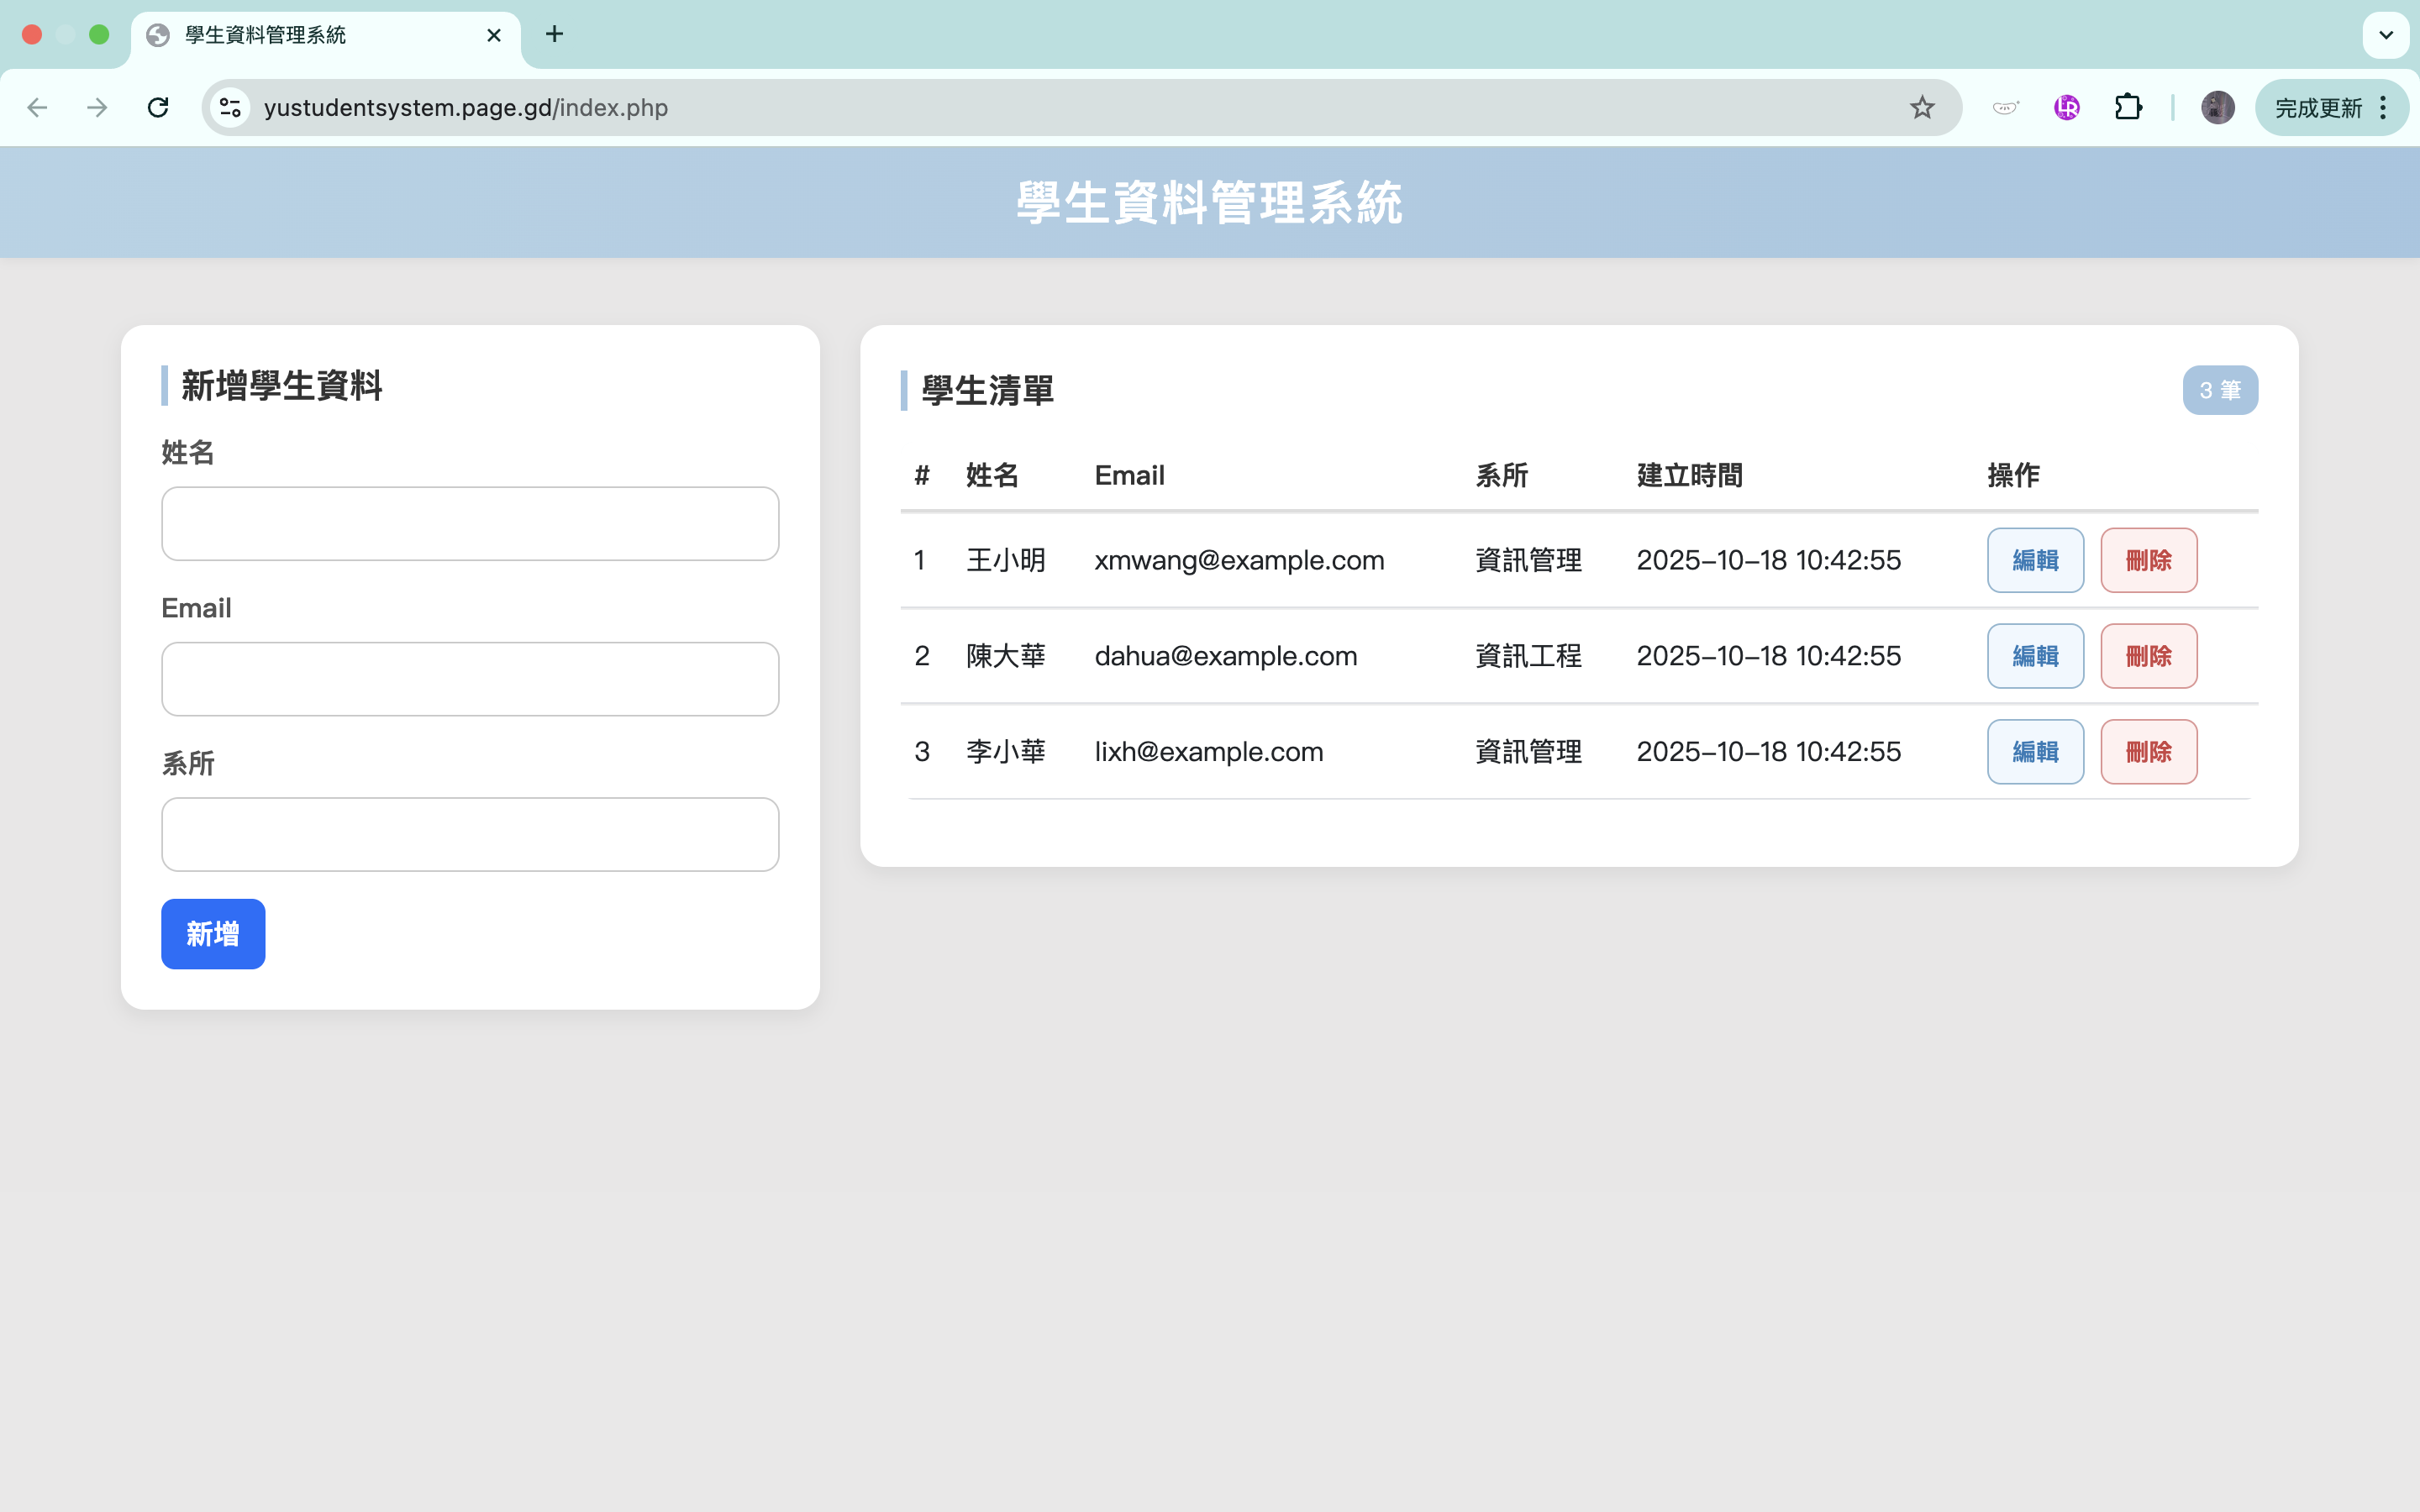 學生資料管理系統
yustudentsystem.page.gd/index.php
完成更新
學生資料管理系統
新增學生資料
姓名
Email
系所
新增
學生清單
3 筆
# 姓名 Email 系所 建立時間 操作
1 王小明 xmwang@example.com 資訊管理 2025-10-18 10:42:55 編輯 刪除
2 陳大華 dahua@example.com 資訊工程 2025-10-18 10:42:55 編輯 刪除
3 李小華 lixh@example.com 資訊管理 2025-10-18 10:42:55 編輯 刪除